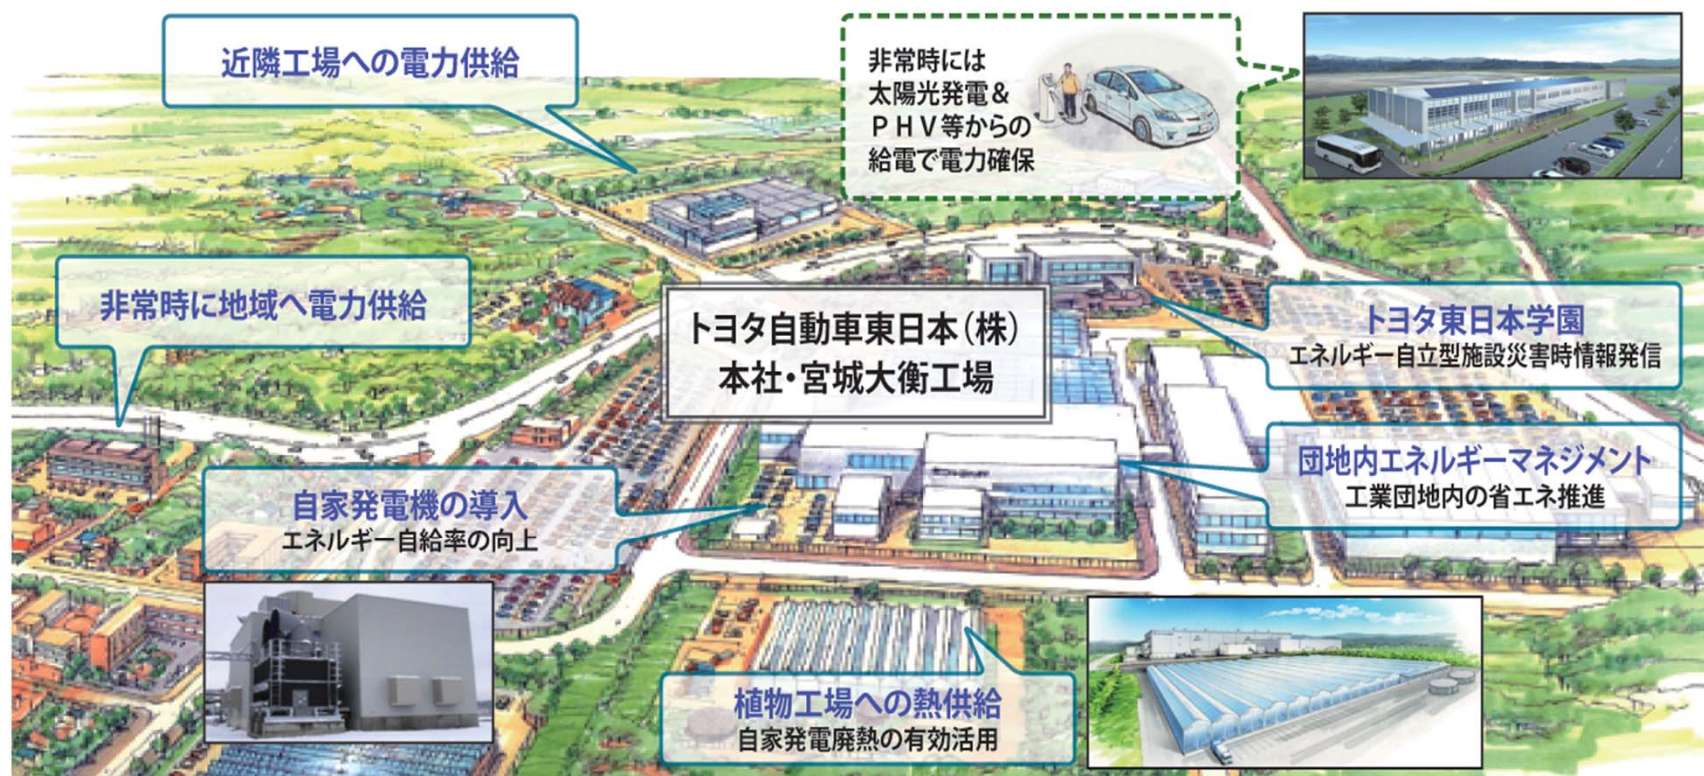 近隣工場への電力供給
非常時には
太陽光発電＆
ＰＨＶ等からの
給電で電力確保
非常時に地域へ電力供給
トヨタ自動車東日本（株）
本社・宮城大衡工場
トヨタ東日本学園
エネルギー自立型施設災害時情報発信
団地内エネルギーマネジメント
工業団地内の省エネ推進
自家発電機の導入
エネルギー自給率の向上
植物工場への熱供給
自家発電廃熱の有効活用